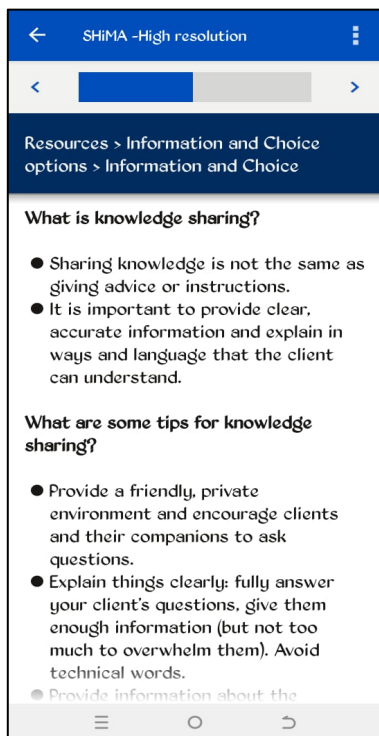 SHiMA -High resolution
Resources > Information and Choice
options > Information and Choice
What is knowledge sharing?
● Sharing knowledge is not the same as
giving advice or instructions.
● It is important to provide clear,
accurate information and explain in
ways and language that the client
can understand.
What are some tips for knowledge
sharing?
● Provide a friendly, private
environment and encourage clients
and their companions to ask
questions.
● Explain things clearly: fully answer
your client's questions, give them
enough information (but not too
much to overwhelm them). Avoid
technical words.
● Provide information about the